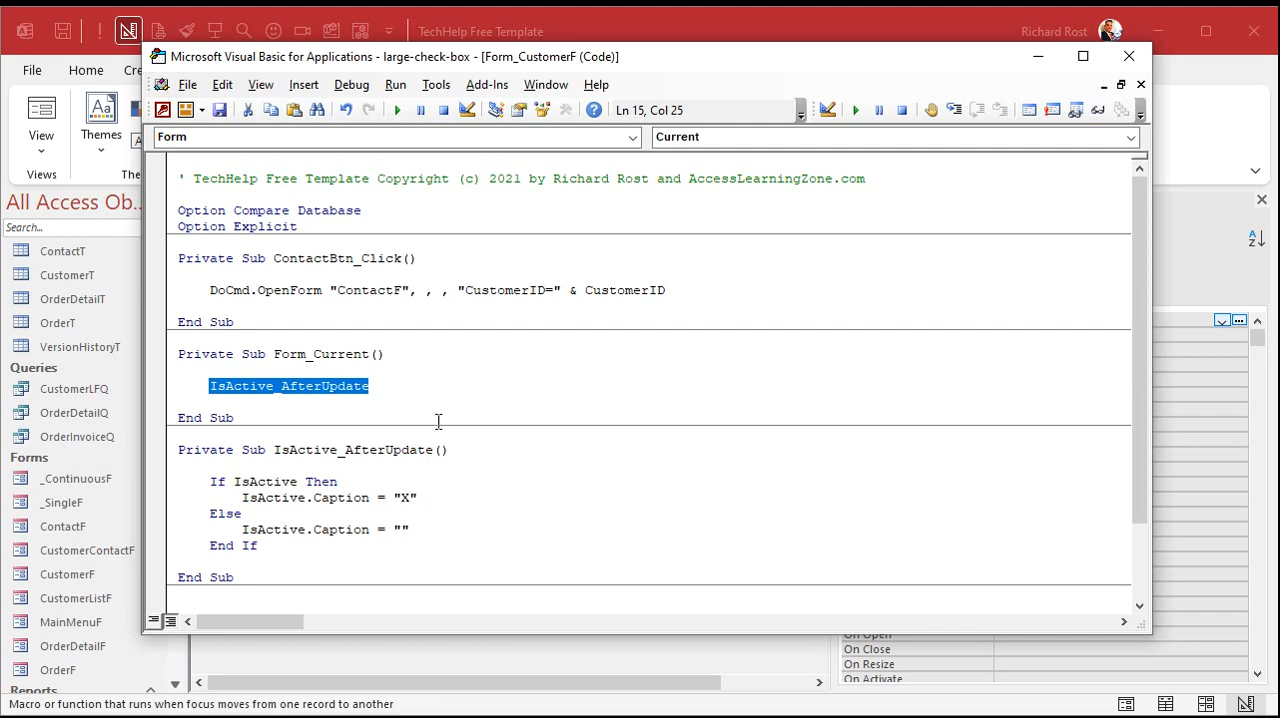 TechHelp Free Template
Richard Rost
File
Home
Cre
View
Views
Themes
The
Microsoft Visual Basic for Applications - large-check-box - [Form_CustomerF (Code)]
File Edit View Insert Format Debug Run Tools Add-Ins Window Help
Ln 15, Col 25
Form
Current
' TechHelp Free Template Copyright (c) 2021 by Richard Rost and AccessLearningZone.com
Option Compare Database
Option Explicit
Private Sub ContactBtn_Click()
DoCmd.OpenForm "ContactF", , , "CustomerID=" & CustomerID
End Sub
Private Sub Form_Current()
IsActive_AfterUpdate
End Sub
Private Sub IsActive_AfterUpdate()
If IsActive Then
IsActive.Caption = "X"
Else
IsActive.Caption = ""
End If
End Sub
All Access Ob...
Search...
ContactT
CustomerT
OrderDetailT
OrderT
VersionHistoryT
Queries
CustomerLFQ
OrderDetailQ
OrderInvoiceQ
Forms
_ContinuousF
_SingleF
ContactF
CustomerContactF
CustomerF
CustomerListF
MainMenuF
OrderDetailF
OrderF
Reports
On Open
On Close
On Resize
On Activate
Macro or function that runs when focus moves from one record to another